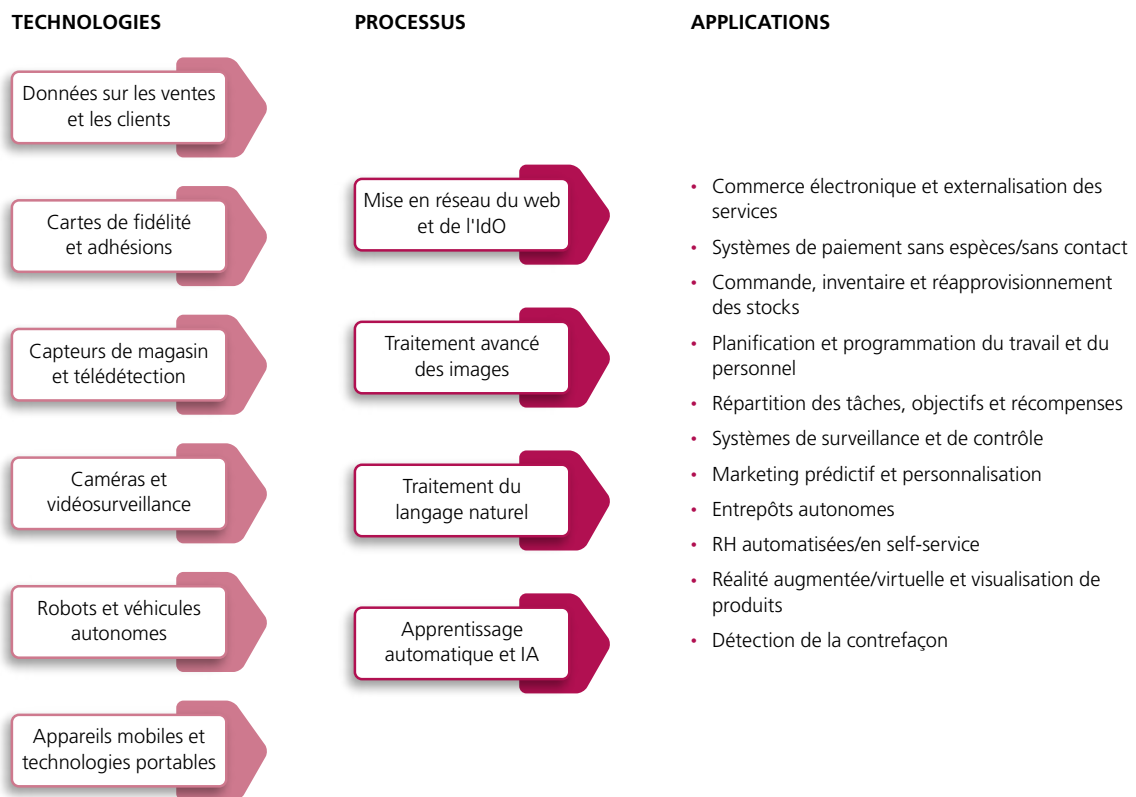 TECHNOLOGIES
Données sur les ventes
et les clients
Cartes de fidélité
et adhésions
Capteurs de magasin
et télédétection
Caméras et
vidéosurveillance
Robots et véhicules
autonomes
Appareils mobiles et
technologies portables
PROCESSUS
Mise en réseau du web
et de l'IdO
Traitement avancé
des images
Traitement du
langage naturel
Apprentissage
automatique et IA
APPLICATIONS
• Commerce électronique et externalisation des
services
• Systèmes de paiement sans espèces/sans contact
• Commande, inventaire et réapprovisionnement
des stocks
• Planification et programmation du travail et du
personnel
• Répartition des tâches, objectifs et récompenses
• Systèmes de surveillance et de contrôle
• Marketing prédictif et personnalisation
• Entrepôts autonomes
• RH automatisées/en self-service
• Réalité augmentée/virtuelle et visualisation de
produits
• Détection de la contrefaçon